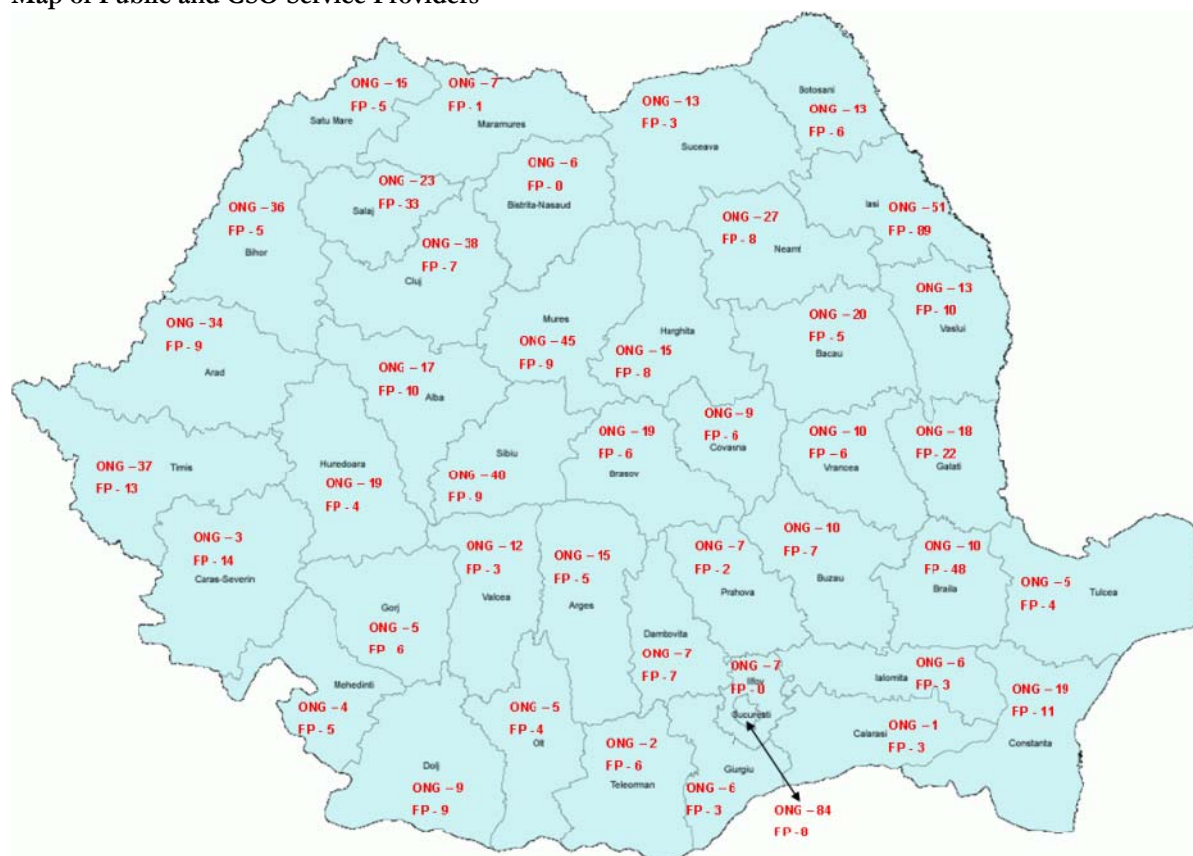 Map of Public and CSO Service Providers
ONG – 15
FP - 5
Satu Mare
ONG – 7
FP - 1
Maramures
ONG – 13
FP - 3
Suceava
Botosani
ONG – 13
FP - 6
ONG – 6
FP - 0
Bistrita-Nasaud
ONG – 23
Salaj
FP - 33
ONG – 36
FP - 5
Bihor
ONG – 38
FP - 7
Cluj
ONG – 27
FP - 8
Neamt
Iasi
ONG – 51
FP - 89
ONG – 13
FP - 10
Vaslui
ONG – 34
FP - 9
Arad
ONG – 17
FP - 10
Alba
Mures
ONG – 45
FP - 9
Harghita
ONG – 15
FP - 8
ONG – 20
FP - 5
Bacau
Timis
ONG – 37
FP - 13
Hunedoara
ONG – 19
FP - 4
Sibiu
ONG – 40
FP - 9
ONG – 19
FP - 6
Brasov
ONG – 9
FP - 6
Covasna
ONG – 10
FP - 6
Vrancea
ONG – 18
FP - 22
Galati
ONG – 3
FP - 14
Caras-Severin
ONG – 12
FP - 3
Valcea
ONG – 15
FP - 5
Arges
ONG – 7
FP - 2
Prahova
ONG – 10
FP - 7
Buzau
ONG – 10
FP - 48
Braila
ONG – 5
FP - 4
Tulcea
Gorj
ONG – 5
FP - 6
Dambovita
ONG – 7
FP - 7
ONG – 7
Ilfov
FP - 0
Bucuresti
Ialomita
ONG – 6
FP - 3
ONG – 19
FP - 11
Constanta
Mehedinti
ONG – 4
FP - 5
Dolj
ONG – 9
FP - 9
ONG – 5
FP - 4
Olt
ONG – 2
FP - 6
Teleorman
Giurgiu
ONG – 6
FP - 3
Calarasi
ONG – 1
FP - 3
ONG – 84
FP - 8